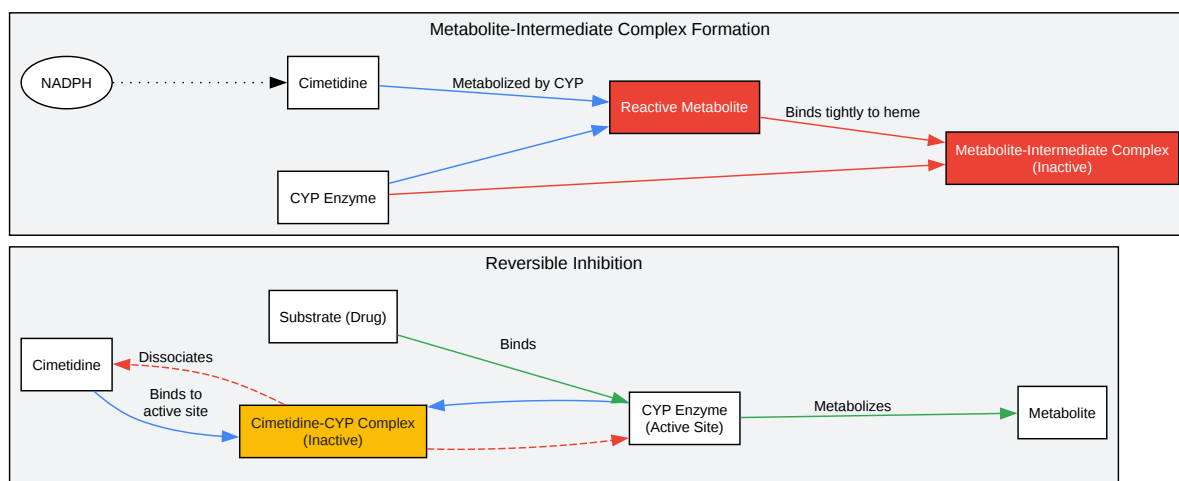 Metabolite-Intermediate Complex Formation
NADPH
Cimetidine
Metabolized by CYP
Reactive Metabolite
Binds tightly to heme
Metabolite-Intermediate Complex
(Inactive)
CYP Enzyme
Reversible Inhibition
Substrate (Drug)
Binds
Cimetidine
Dissociates
Binds to
active site
Cimetidine-CYP Complex
(Inactive)
CYP Enzyme
(Active Site)
Metabolizes
Metabolite